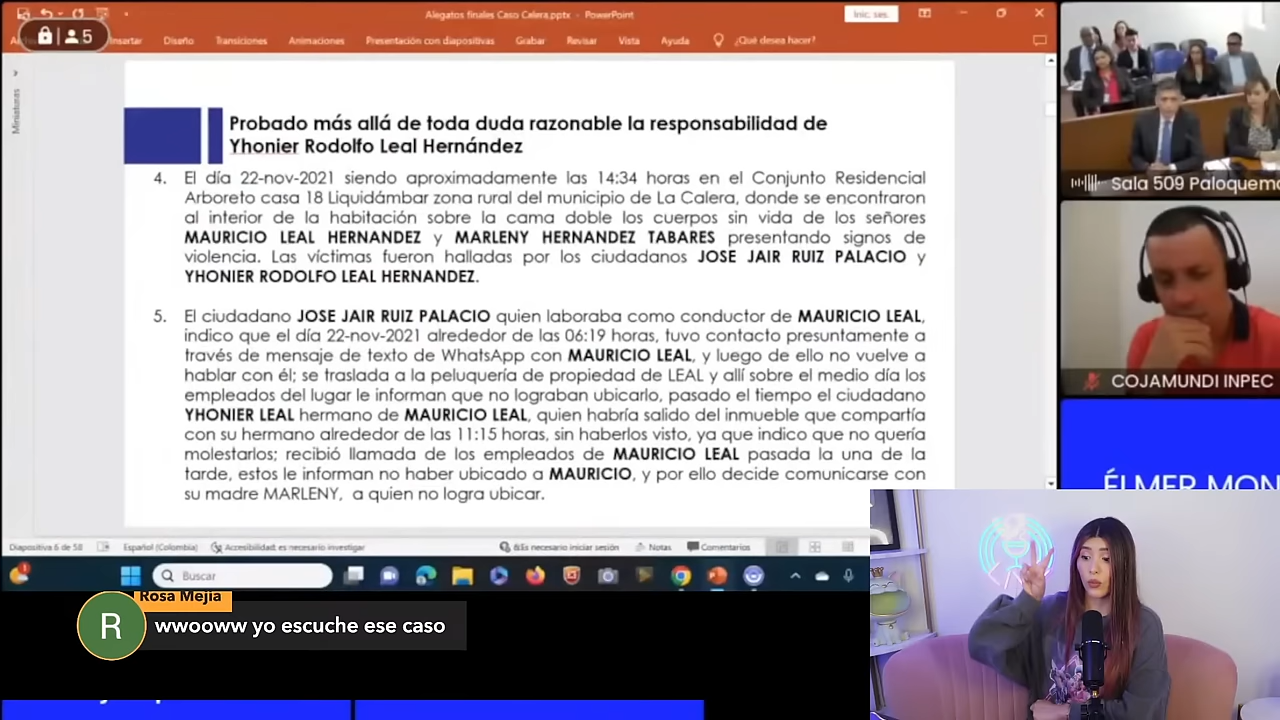 Alegatos finales Caso Calera.pptx - PowerPoint
Inic. ses.
5
Insertar Diseño Transiciones Animaciones Presentación con diapositivas Grabar Revisar Vista Ayuda ¿Qué desea hacer?
Miniaturas
Probado más allá de toda duda razonable la responsabilidad de
Yhonier Rodolfo Leal Hernández
4. El día 22-nov-2021 siendo aproximadamente las 14:34 horas en el Conjunto Residencial
Arboreto casa 18 Liquidámbar zona rural del municipio de La Calera, donde se encontraron
al interior de la habitación sobre la cama doble los cuerpos sin vida de los señores
MAURICIO LEAL HERNANDEZ y MARLENY HERNANDEZ TABARES presentando signos de
violencia. Las víctimas fueron halladas por los ciudadanos JOSE JAIR RUIZ PALACIO y
YHONIER RODOLFO LEAL HERNANDEZ.
5. El ciudadano JOSE JAIR RUIZ PALACIO quien laboraba como conductor de MAURICIO LEAL,
indico que el día 22-nov-2021 alrededor de las 06:19 horas, tuvo contacto presuntamente a
través de mensaje de texto de WhatsApp con MAURICIO LEAL, y luego de ello no vuelve a
hablar con él; se traslada a la peluquería de propiedad de LEAL y allí sobre el medio día los
empleados del lugar le informan que no lograban ubicarlo, pasado el tiempo el ciudadano
YHONIER LEAL hermano de MAURICIO LEAL, quien habría salido del inmueble que compartía
con su hermano alrededor de las 11:15 horas, sin haberlos visto, ya que indico que no quería
molestarlos; recibió llamada de los empleados de MAURICIO LEAL pasada la una de la
tarde, estos le informan no haber ubicado a MAURICIO, y por ello decide comunicarse con
su madre MARLENY, a quien no logra ubicar.
Diapositiva 6 de 58 Español (Colombia) Accesibilidad: es necesario investigar Es necesario iniciar sesión Notas Comentarios
Buscar
Sala 509 Paloquema
COJAMUNDI INPEC
ÉLMER MON
Rosa Mejia
R
wwooww yo escuche ese caso